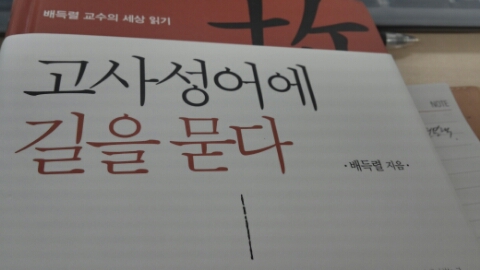 배득렬 교수의 세상 읽기
고사성어에
길을 묻다
·배득렬 지음·
NOTE